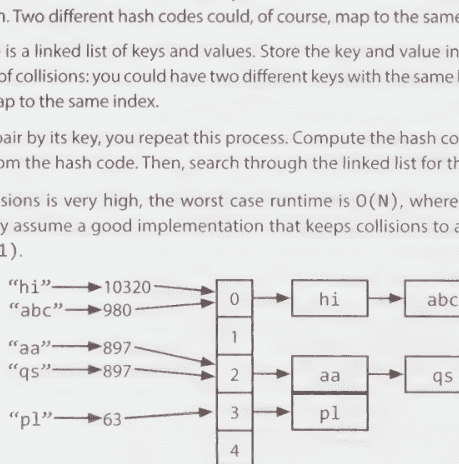 n. Two different hash codes could, of course, map to the same
is a linked list of keys and values. Store the key and value in
of collisions: you could have two different keys with the same
ap to the same index.
pair by its key, you repeat this process. Compute the hash co
om the hash code. Then, search through the linked list for th
sions is very high, the worst case runtime is O(N), where
y assume a good implementation that keeps collisions to a
1).
“hi” 10320 0 hi abc
“abc” 980
1
“aa” 897
“qs” 897 2 aa qs
“pl” 63 3 pl
4